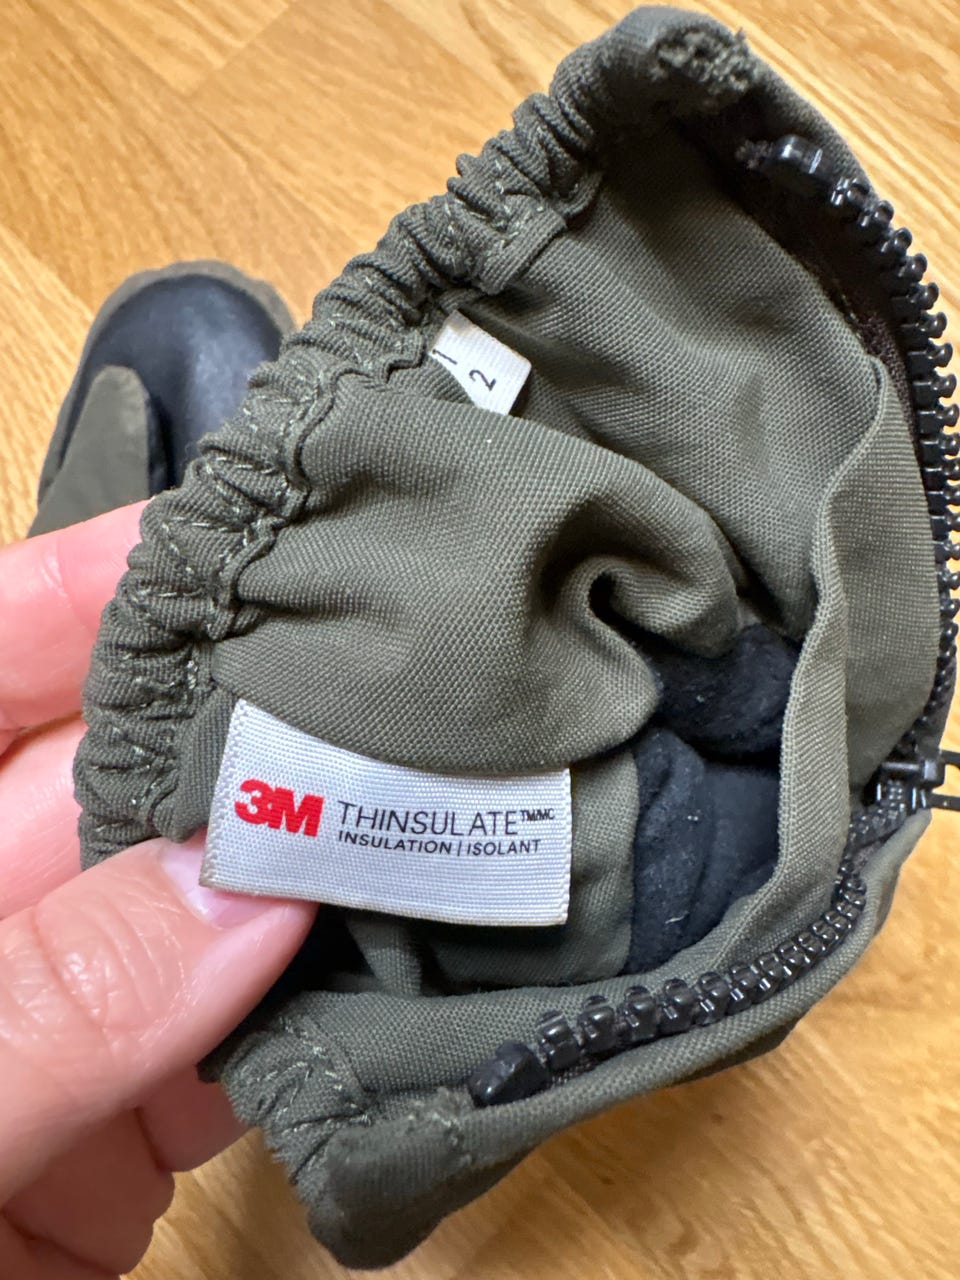 1
2
3M THINSULATE™/MC
INSULATION | ISOLANT